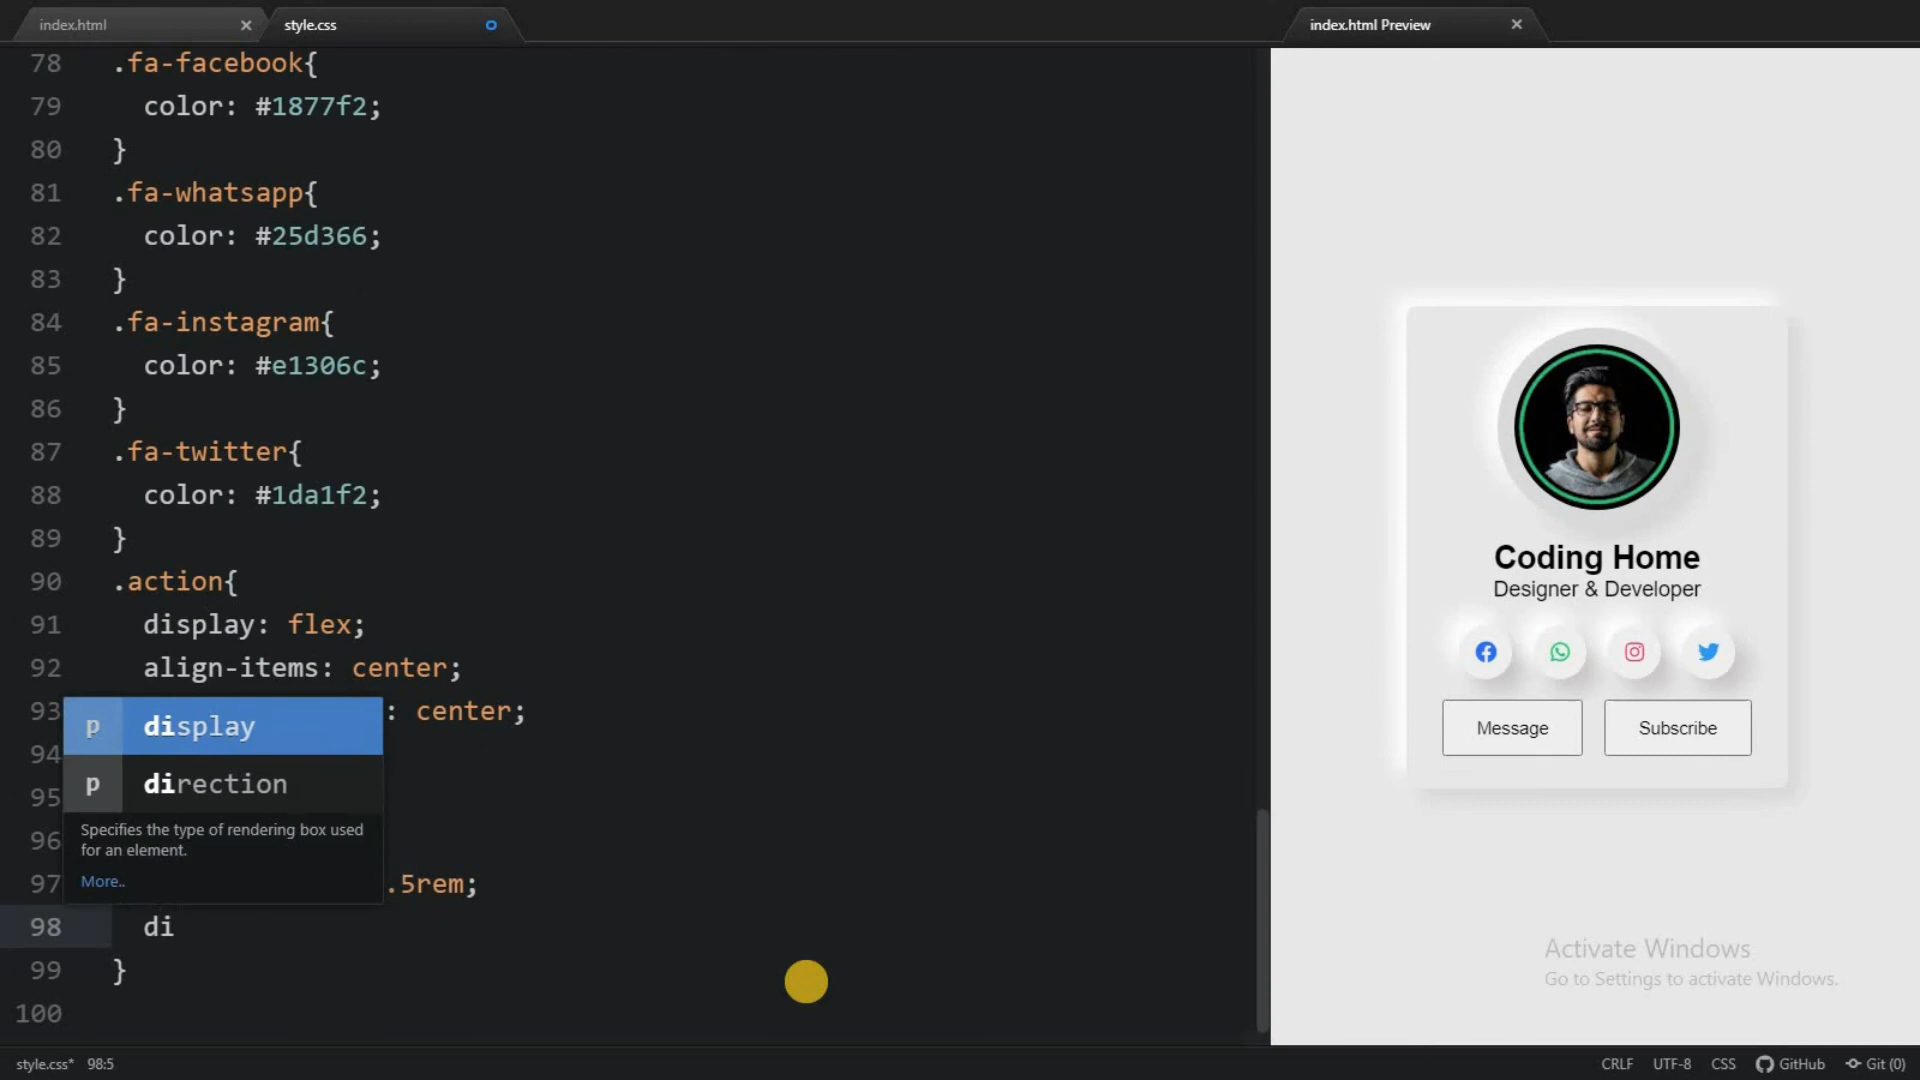 index.html
style.css
index.html Preview
78 .fa-facebook{
79 color: #1877f2;
80 }
81 .fa-whatsapp{
82 color: #25d366;
83 }
84 .fa-instagram{
85 color: #e1306c;
86 }
87 .fa-twitter{
88 color: #1da1f2;
89 }
90 .action{
91 display: flex;
92 align-items: center;
93 : center;
94
95
96
97 .5rem;
98 di
99 }
100
p display
p direction
Specifies the type of rendering box used
for an element.
More..
Coding Home
Designer & Developer
Message
Subscribe
Activate Windows
Go to Settings to activate Windows.
style.css* 98:5
CRLF UTF-8 CSS GitHub Git (0)